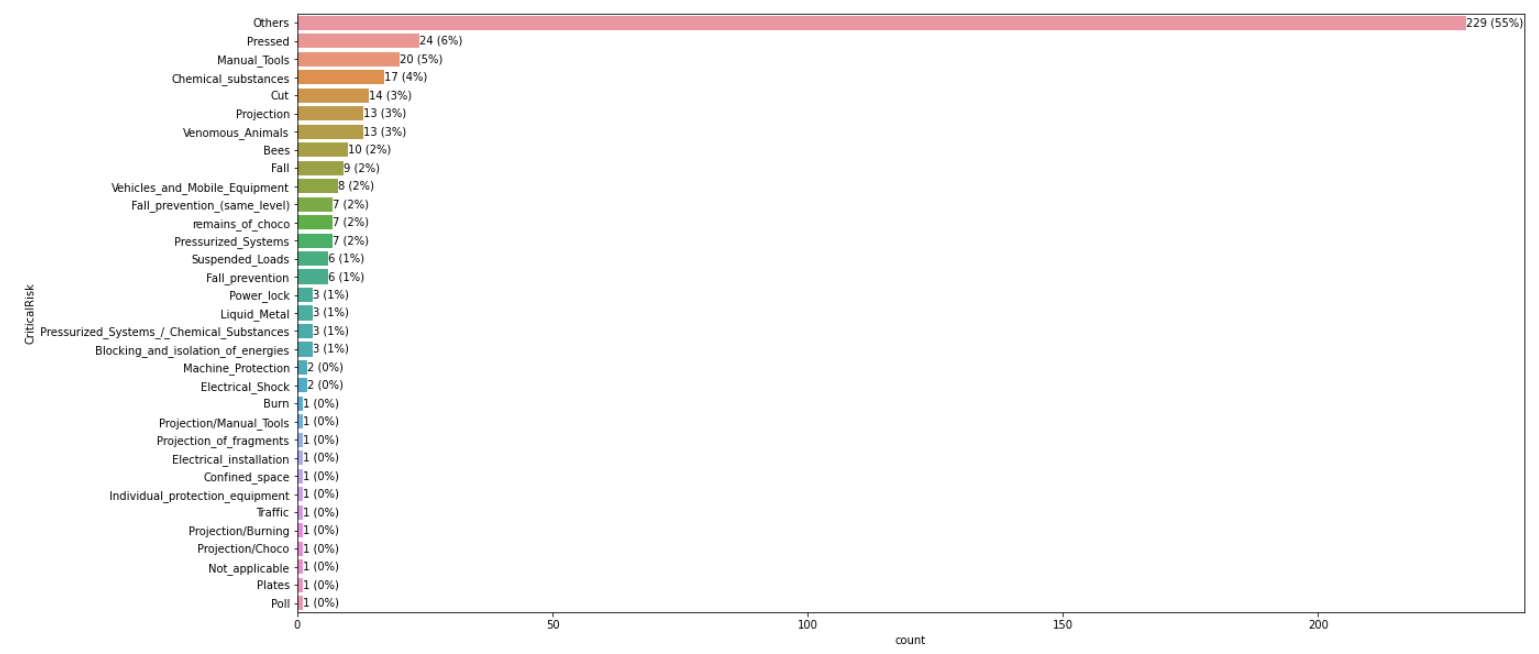 Others 229 (55%)
Pressed 24 (6%)
Manual_Tools 20 (5%)
Chemical_substances 17 (4%)
Cut 14 (3%)
Projection 13 (3%)
Venomous_Animals 13 (3%)
Bees 10 (2%)
Fall 9 (2%)
Vehicles_and_Mobile_Equipment 8 (2%)
Fall_prevention_(same_level) 7 (2%)
remains_of_choco 7 (2%)
Pressurized_Systems 7 (2%)
Suspended_Loads 6 (1%)
Fall_prevention 6 (1%)
Power_lock 3 (1%)
Liquid_Metal 3 (1%)
Pressurized_Systems_/_Chemical_Substances 3 (1%)
Blocking_and_isolation_of_energies 3 (1%)
Machine_Protection 2 (0%)
Electrical_Shock 2 (0%)
Burn 1 (0%)
Projection/Manual_Tools 1 (0%)
Projection_of_fragments 1 (0%)
Electrical_installation 1 (0%)
Confined_space 1 (0%)
Individual_protection_equipment 1 (0%)
Traffic 1 (0%)
Projection/Burning 1 (0%)
Projection/Choco 1 (0%)
Not_applicable 1 (0%)
Plates 1 (0%)
Poll 1 (0%)
CriticalRisk
0 50 100 150 200
count